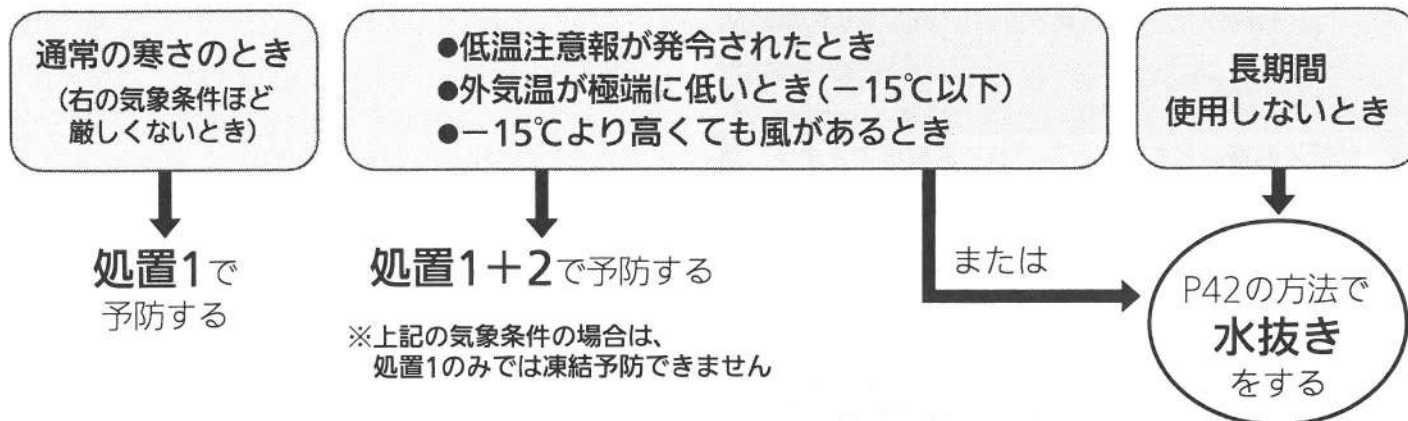 通常の寒さのとき
（右の気象条件ほど
厳しくないとき）
処置1で
予防する
●低温注意報が発令されたとき
●外気温が極端に低いとき（－15℃以下）
●－15℃より高くても風があるとき
処置1＋2で予防する
※上記の気象条件の場合は、
処置1のみでは凍結予防できません
または
長期間
使用しないとき
P42の方法で
水抜き
をする